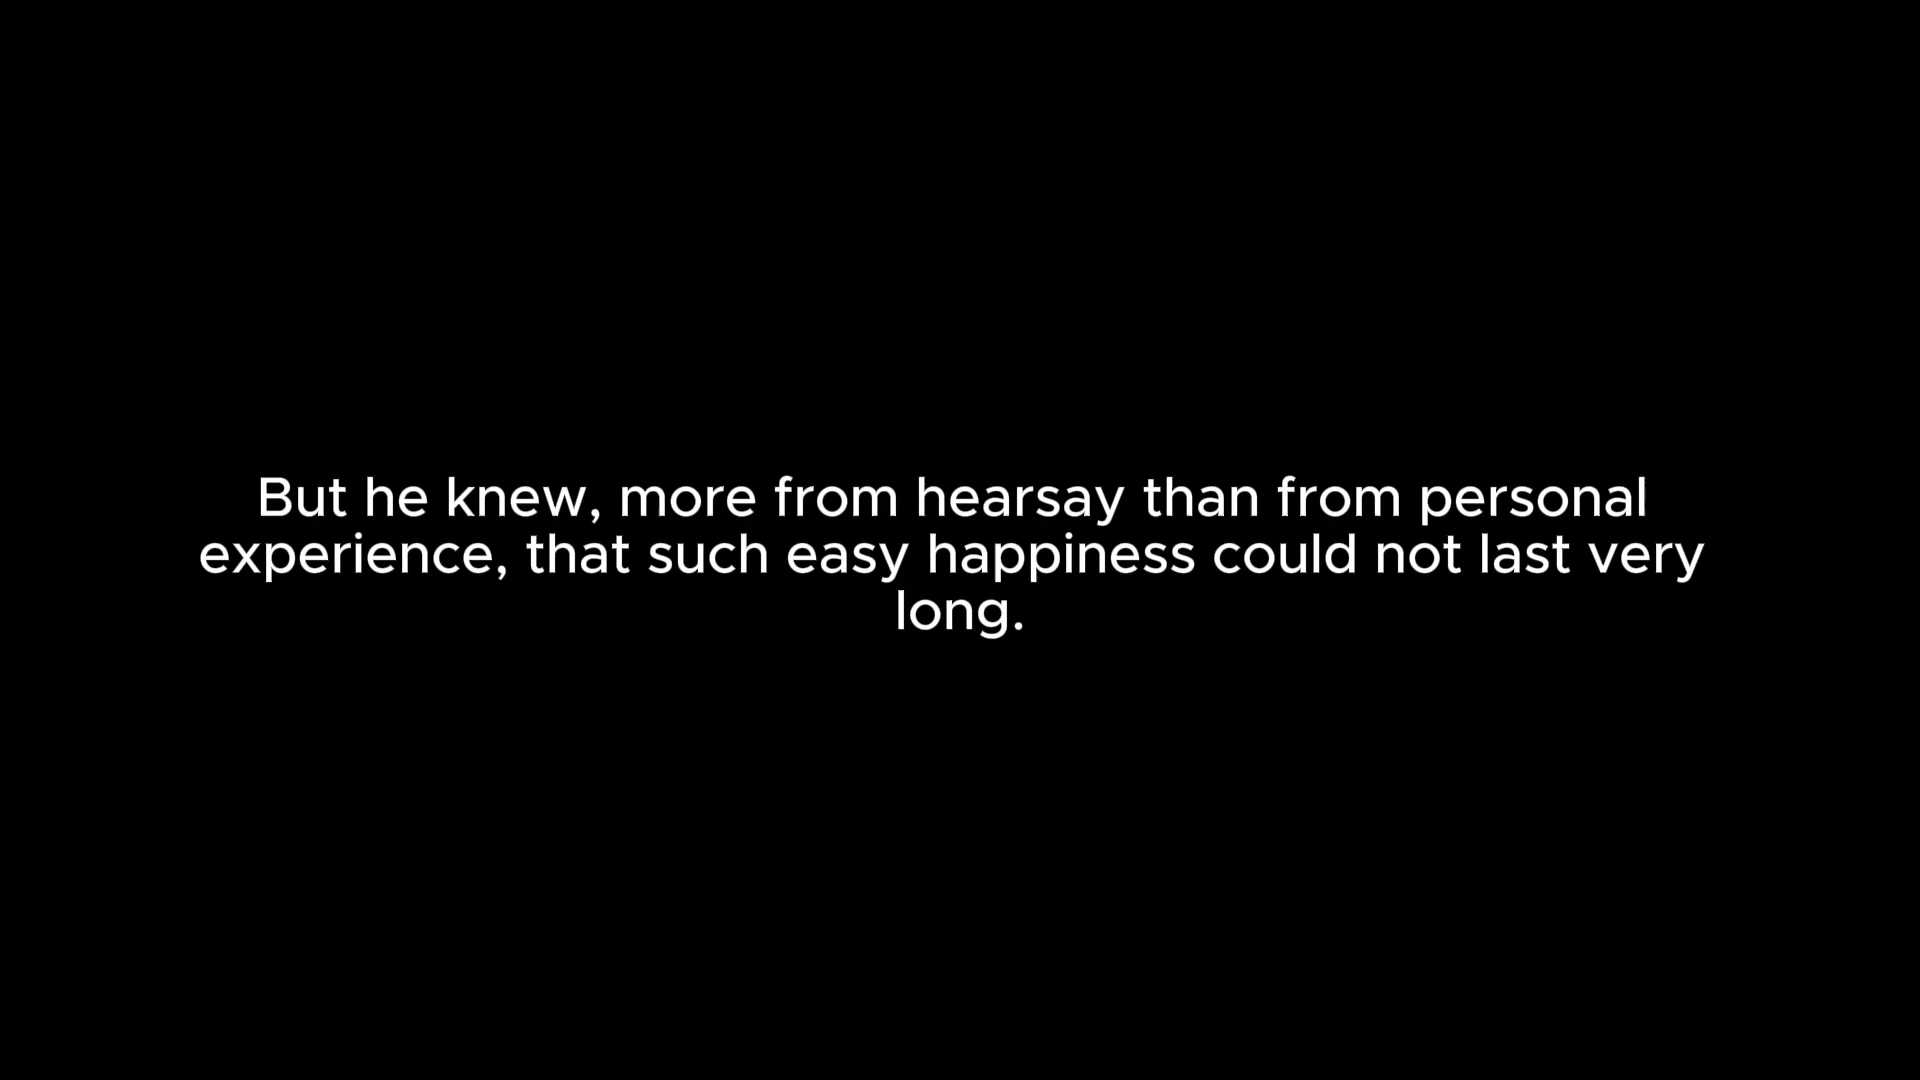 But he knew, more from hearsay than from personal
experience, that such easy happiness could not last very
long.